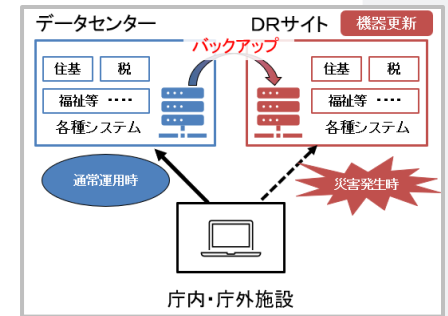 データセンター
DRサイト
機器更新
バックアップ
住基 税
福祉等 ‥‥
各種システム
住基 税
福祉等 ‥‥
各種システム
通常運用時
災害発生時
庁内・庁外施設